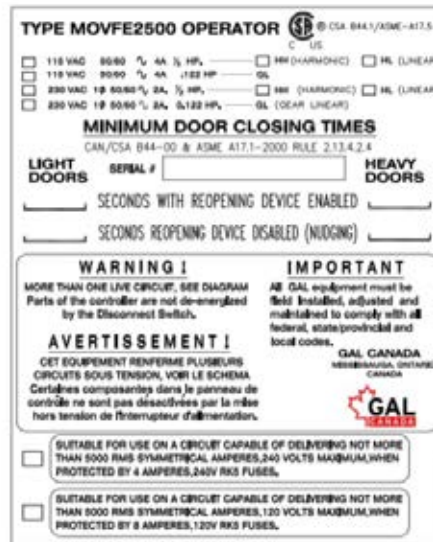 TYPE MOVFE2500 OPERATOR
CSA B44.1/ASME-A17.5
C US
115 VAC 50/60 4A HP. HH (HARMONIC) HL (LINEAR
115 VAC 50/60 4A .122 HP GL
230 VAC 1Ø 50/60 2A, HP. HH (HARMONIC) HL (LINEAR
230 VAC 1Ø 50/60 2A, 0.122 HP. GL (GEAR LINEAR)
MINIMUM DOOR CLOSING TIMES
CAN/CSA B44-00 & ASME A17.1-2000 RULE 2.13.4.2.4
LIGHT DOORS
SERIAL #
HEAVY DOORS
SECONDS WITH REOPENING DEVICE ENABLED
SECONDS REOPENING DEVICE DISABLED (NUDGING)
WARNING!
MORE THAN ONE LIVE CIRCUIT, SEE DIAGRAM
Parts of the controller are not de-energized
by the Disconnect Switch.
AVERTISSEMENT!
CET EQUIPEMENT RENFERME PLUSIEURS
CIRCUITS SOUS TENSION, VOIR LE SCHEMA
Certaines composantes dans le panneau de
contrôle ne sont pas désactivées par la mise
hors tension de l'interrupteur d'alimentation.
IMPORTANT
All GAL equipment must be
field installed, adjusted and
maintained to comply with all
federal, state/provincial and
local codes.
GAL CANADA
MISSISSAUGA, ONTARIO
CANADA
GAL
CANADA
SUITABLE FOR USE ON A CIRCUIT CAPABLE OF DELIVERING NOT MORE
THAN 5000 RMS SYMMETRICAL AMPERES,240 VOLTS MAXIMUM,WHEN
PROTECTED BY 4 AMPERES,240V RK5 FUSES.
SUITABLE FOR USE ON A CIRCUIT CAPABLE OF DELIVERING NOT MORE
THAN 5000 RMS SYMMETRICAL AMPERES,120 VOLTS MAXIMUM,WHEN
PROTECTED BY 8 AMPERES,120V RK5 FUSES.